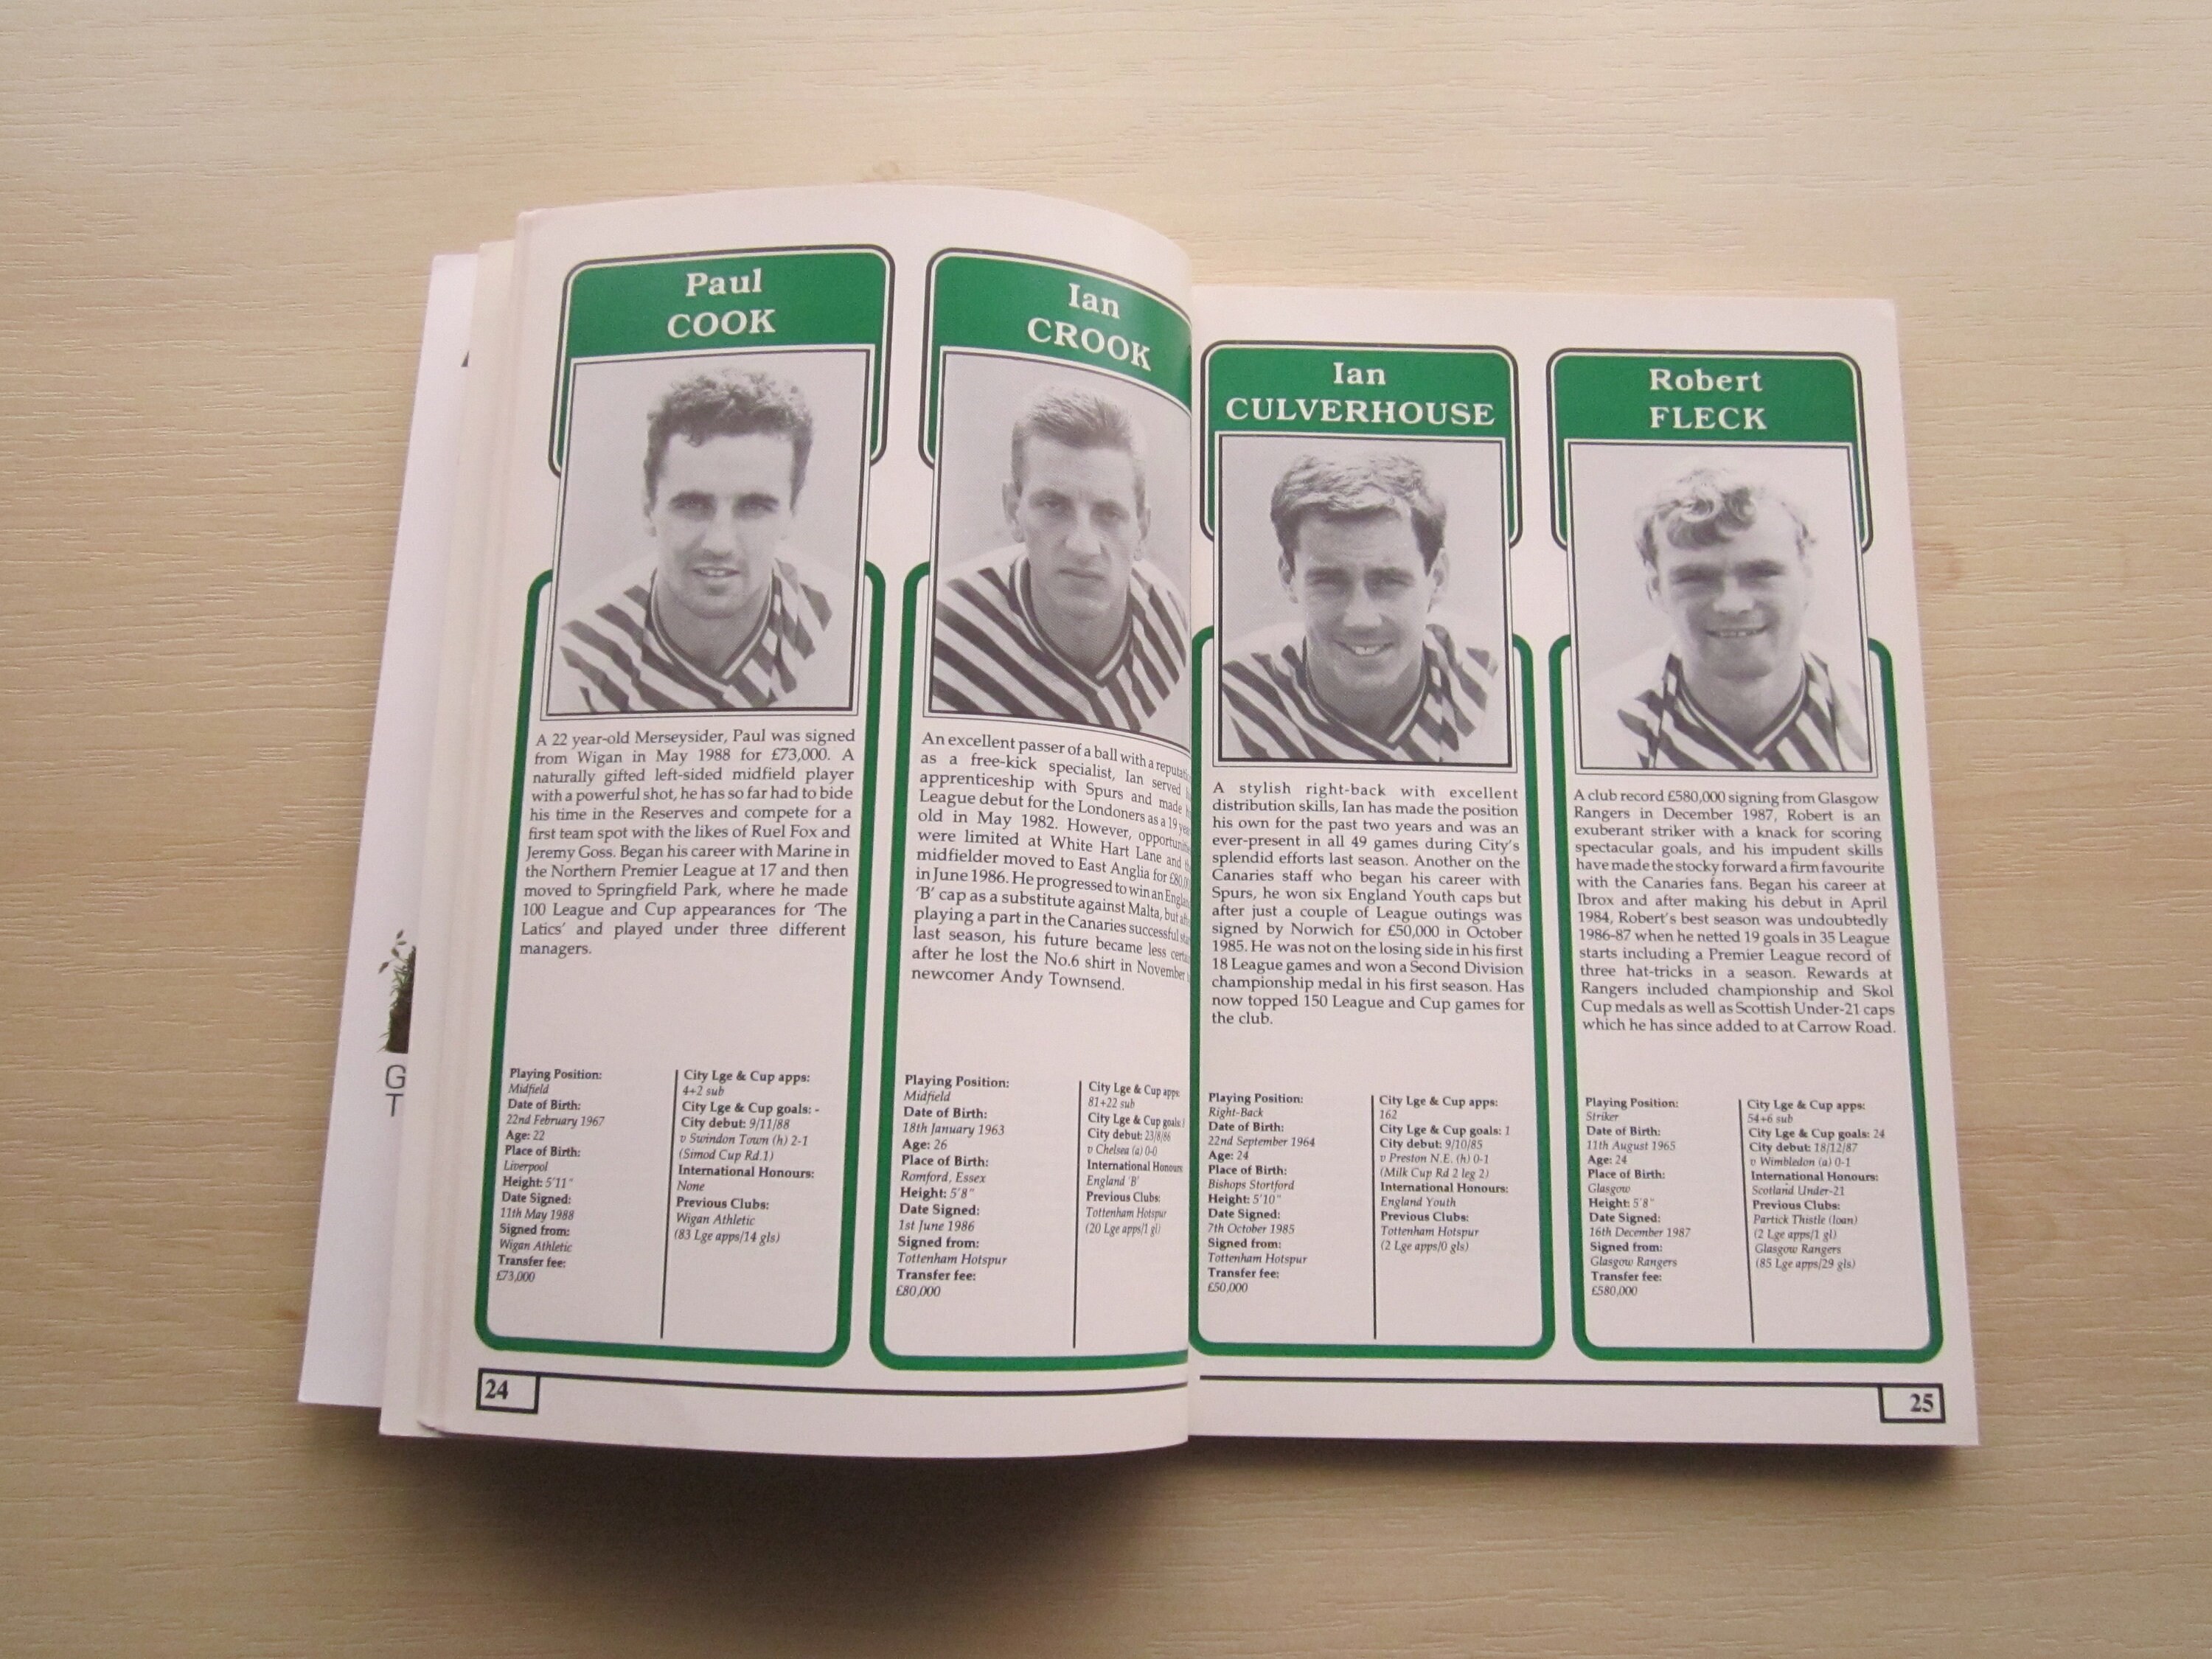 Paul
COOK
A 22 year-old Merseysider, Paul was signed
from Wigan in May 1988 for £73,000. A
naturally gifted left-sided midfield player
with a powerful shot, he has so far had to bide
his time in the Reserves and compete for a
first team spot with the likes of Ruel Fox and
Jeremy Goss. Began his career with Marine in
the Northern Premier League at 17 and then
moved to Springfield Park, where he made
100 League and Cup appearances for 'The
Latics' and played under three different
managers.
Playing Position:
Midfield
Date of Birth:
22nd February 1967
Age: 22
Place of Birth:
Liverpool
Height: 5'11"
Date Signed:
11th May 1988
Signed from:
Wigan Athletic
Transfer fee:
£73,000
City Lge & Cup apps:
4+2 sub
City Lge & Cup goals: -
City debut: 9/11/88
v Swindon Town (h) 2-1
(Simod Cup Rd.1)
International Honours:
None
Previous Clubs:
Wigan Athletic
(83 Lge apps/14 gls)
Ian
CROOK
An excellent passer of a ball with a
as a free-kick specialist, Ian served
apprenticeship with Spurs and made
League debut for the Londoners as a 19
old in May 1982. However,
were limited at White Hart Lane and
midfielder moved to East Anglia for
in June 1986. He progressed to win an
'B' cap as a substitute against Malta, but
playing a part in the Canaries successful
last season, his future became less
after he lost the No.6 shirt in November
newcomer Andy Townsend.
Playing Position:
Midfield
Date of Birth:
18th January 1963
Age: 26
Place of Birth:
Romford, Essex
Height: 5'8"
Date Signed:
1st June 1986
Signed from:
Tottenham Hotspur
Transfer fee:
£80,000
City Lge & Cup apps:
81+22 sub
City Lge & Cup goals:
City debut: 23/8/86
v Chelsea (a) 0-0
International Honours
England 'B'
Previous Clubs:
Tottenham Hotspur
(20 Lge apps/1 gl)
24
Ian
CULVERHOUSE
A stylish right-back with excellent
distribution skills, Ian has made the position
his own for the past two years and was an
ever-present in all 49 games during City's
splendid efforts last season. Another on the
Canaries staff who began his career with
Spurs, he won six England Youth caps but
after just a couple of League outings was
signed by Norwich for £50,000 in October
1985. He was not on the losing side in his first
18 League games and won a Second Division
championship medal in his first season. Has
now topped 150 League and Cup games for
the club.
Playing Position:
Right-Back
Date of Birth:
22nd September 1964
Age: 24
Place of Birth:
Bishops Stortford
Height: 5'10"
Date Signed:
7th October 1985
Signed from:
Tottenham Hotspur
Transfer fee:
£50,000
City Lge & Cup apps:
162
City Lge & Cup goals: 1
City debut: 9/10/85
v Preston N.E. (h) 0-1
(Milk Cup Rd 2 leg 2)
International Honours:
England Youth
Previous Clubs:
Tottenham Hotspur
(2 Lge apps/0 gls)
Robert
FLECK
A club record £580,000 signing from Glasgow
Rangers in December 1987, Robert is an
exuberant striker with a knack for scoring
spectacular goals, and his impudent skills
have made the stocky forward a firm favourite
with the Canaries fans. Began his career at
Ibrox and after making his debut in April
1984, Robert's best season was undoubtedly
1986-87 when he netted 19 goals in 35 League
starts including a Premier League record of
three hat-tricks in a season. Rewards at
Rangers included championship and Skol
Cup medals as well as Scottish Under-21 caps
which he has since added to at Carrow Road.
Playing Position:
Striker
Date of Birth:
11th August 1965
Age: 24
Place of Birth:
Glasgow
Height: 5'8"
Date Signed:
16th December 1987
Signed from:
Glasgow Rangers
Transfer fee:
£580,000
City Lge & Cup apps:
54+6 sub
City Lge & Cup goals: 24
City debut: 18/12/87
v Wimbledon (a) 0-1
International Honours:
Scotland Under-21
Previous Clubs:
Partick Thistle (loan)
(2 Lge apps/1 gl)
Glasgow Rangers
(85 Lge apps/29 gls)
25
G
T